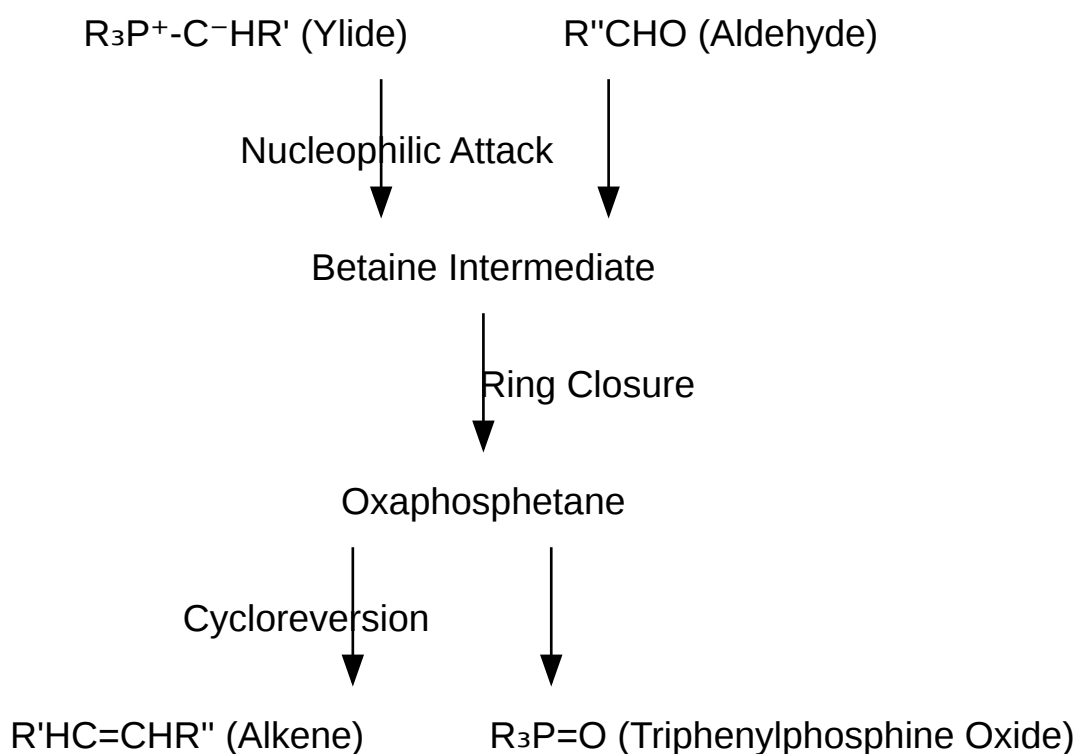 R₃P⁺-C⁻HR' (Ylide) R''CHO (Aldehyde)
Nucleophilic Attack
Betaine Intermediate
Ring Closure
Oxaphosphetane
Cycloreversion
R'HC=CHR'' (Alkene) R₃P=O (Triphenylphosphine Oxide)